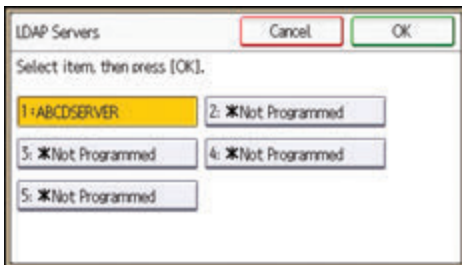 LDAP Servers Cancel OK
Select item, then press [OK].
1:ABCDSERVER 2: *Not Programmed
3: *Not Programmed 4: *Not Programmed
5: *Not Programmed